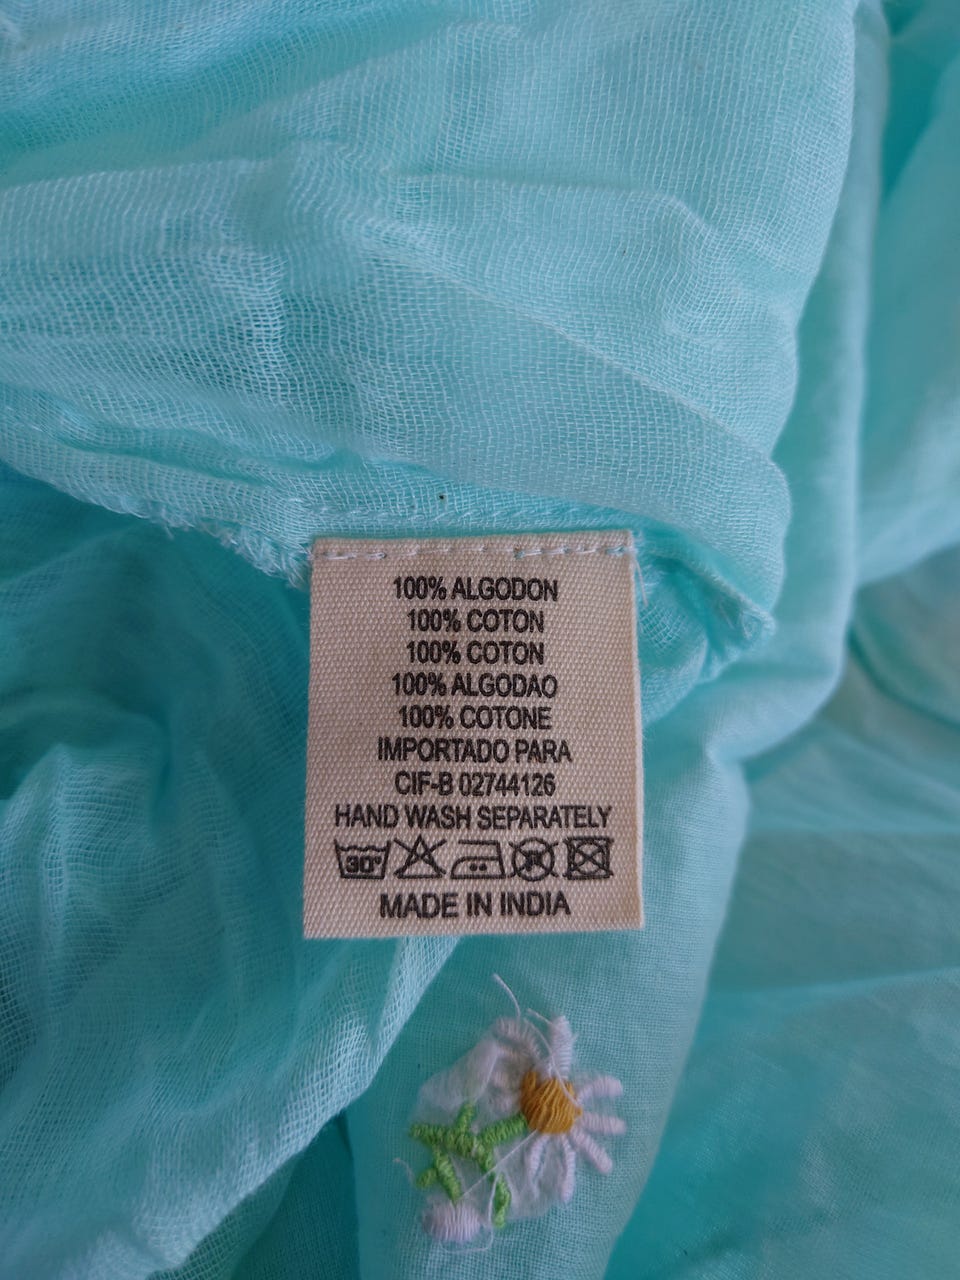 100% ALGODON
100% COTON
100% COTON
100% ALGODAO
100% COTONE
IMPORTADO PARA
CIF-B 02744126
HAND WASH SEPARATELY
30°
MADE IN INDIA